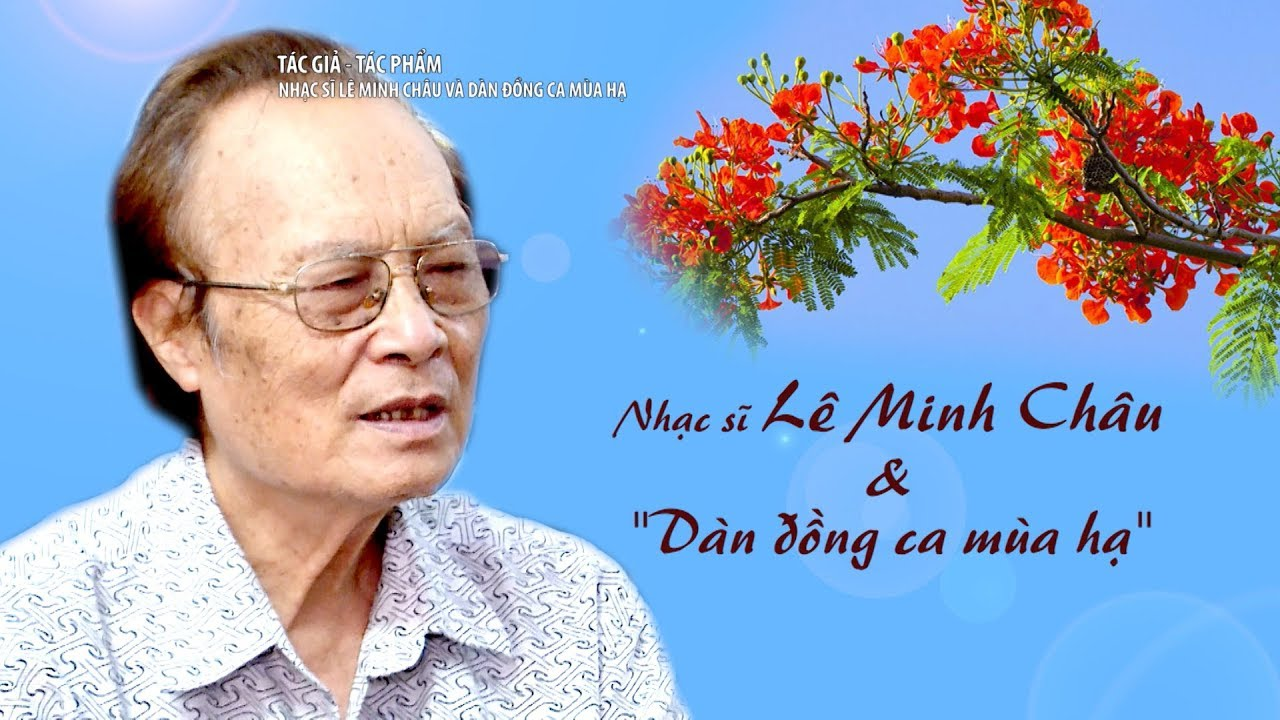 TÁC GIẢ - TÁC PHẨM
NHẠC SĨ LÊ MINH CHÂU VÀ DÀN ĐỒNG CA MÙA HẠ
Nhạc sĩ Lê Minh Châu
&
"Dàn đồng ca mùa hạ"